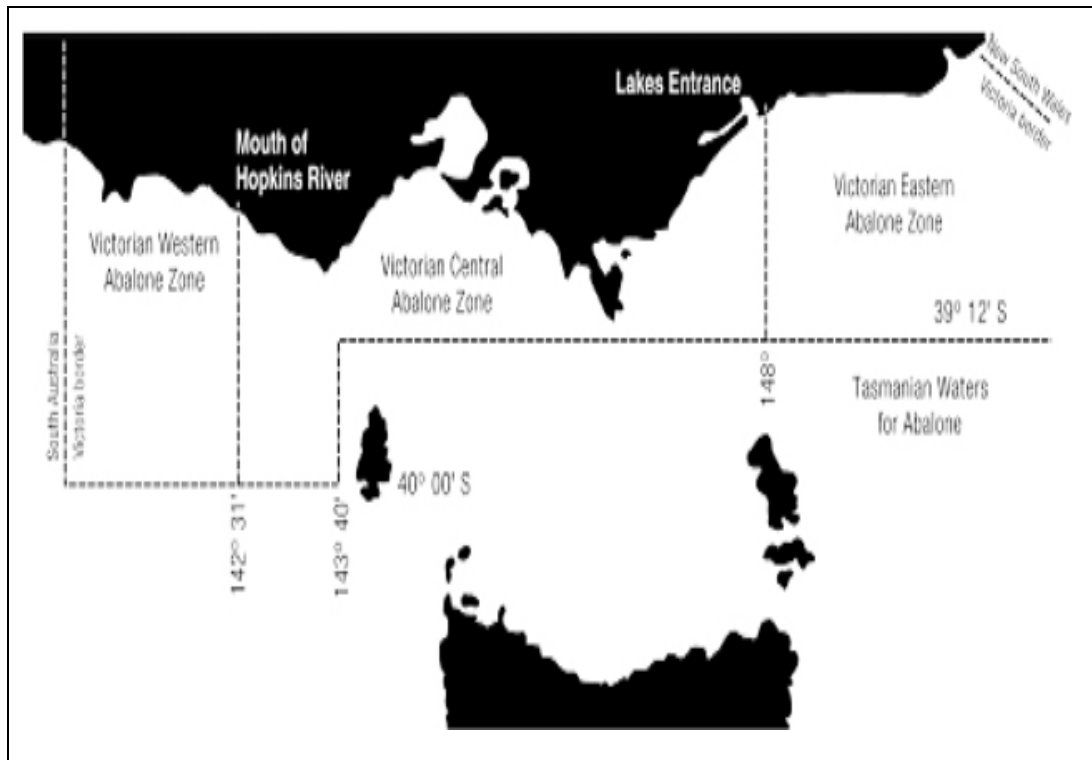 Lakes Entrance
New South Wales
Victoria border
Mouth of
Hopkins River
Victorian Eastern
Abalone Zone
Victorian Western
Abalone Zone
Victorian Central
Abalone Zone
39° 12' S
South Australia
Victoria border
148°
Tasmanian Waters
for Abalone
40° 00' S
142° 31'
143° 40'